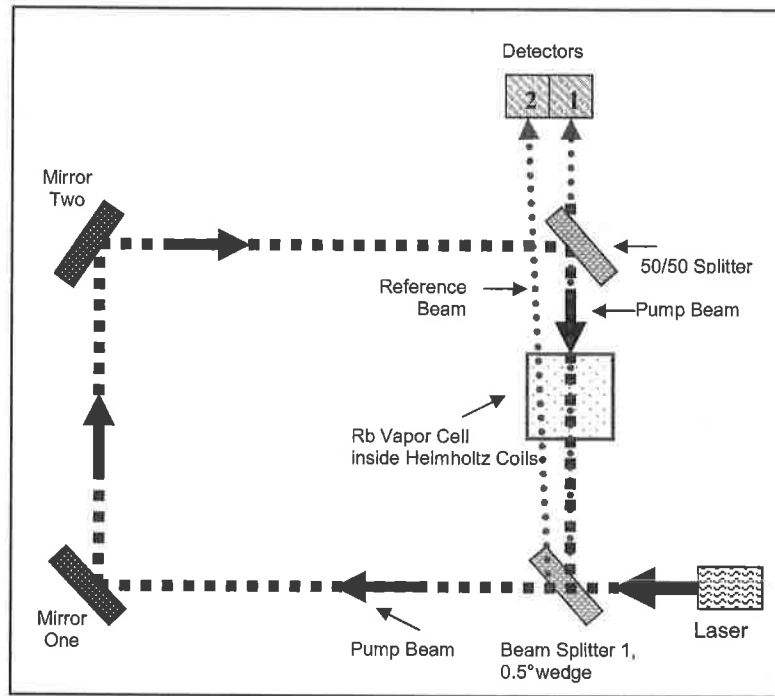 Detectors
2 1
Mirror
Two
50/50 Splitter
Reference
Beam
Pump Beam
Rb Vapor Cell
inside Helmholtz Coils
Mirror
One
Pump Beam
Beam Splitter 1,
0.5°wedge
Laser